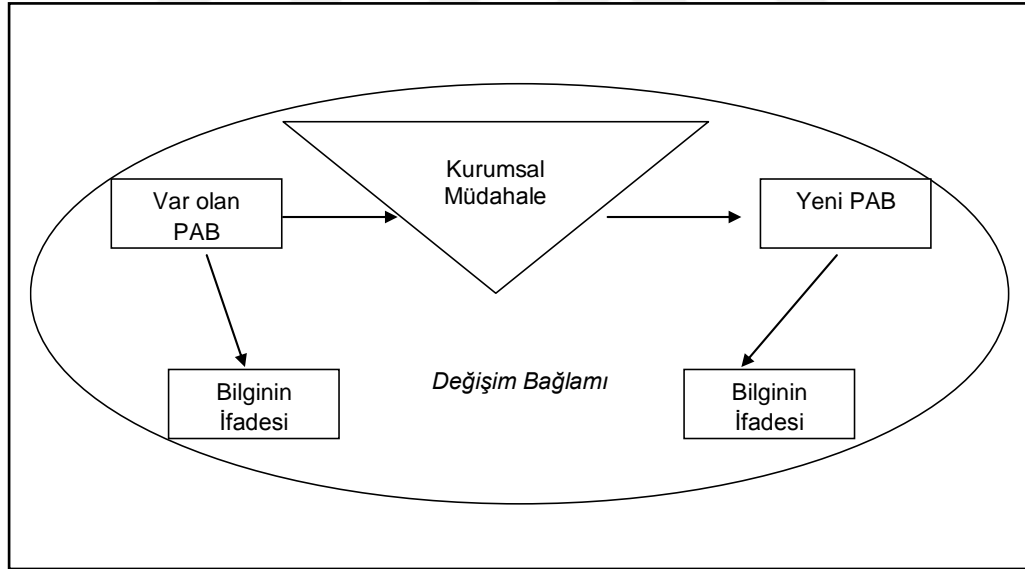 Kurumsal
Müdahale
Var olan
PAB
Yeni PAB
Değişim Bağlamı
Bilginin
İfadesi
Bilginin
İfadesi